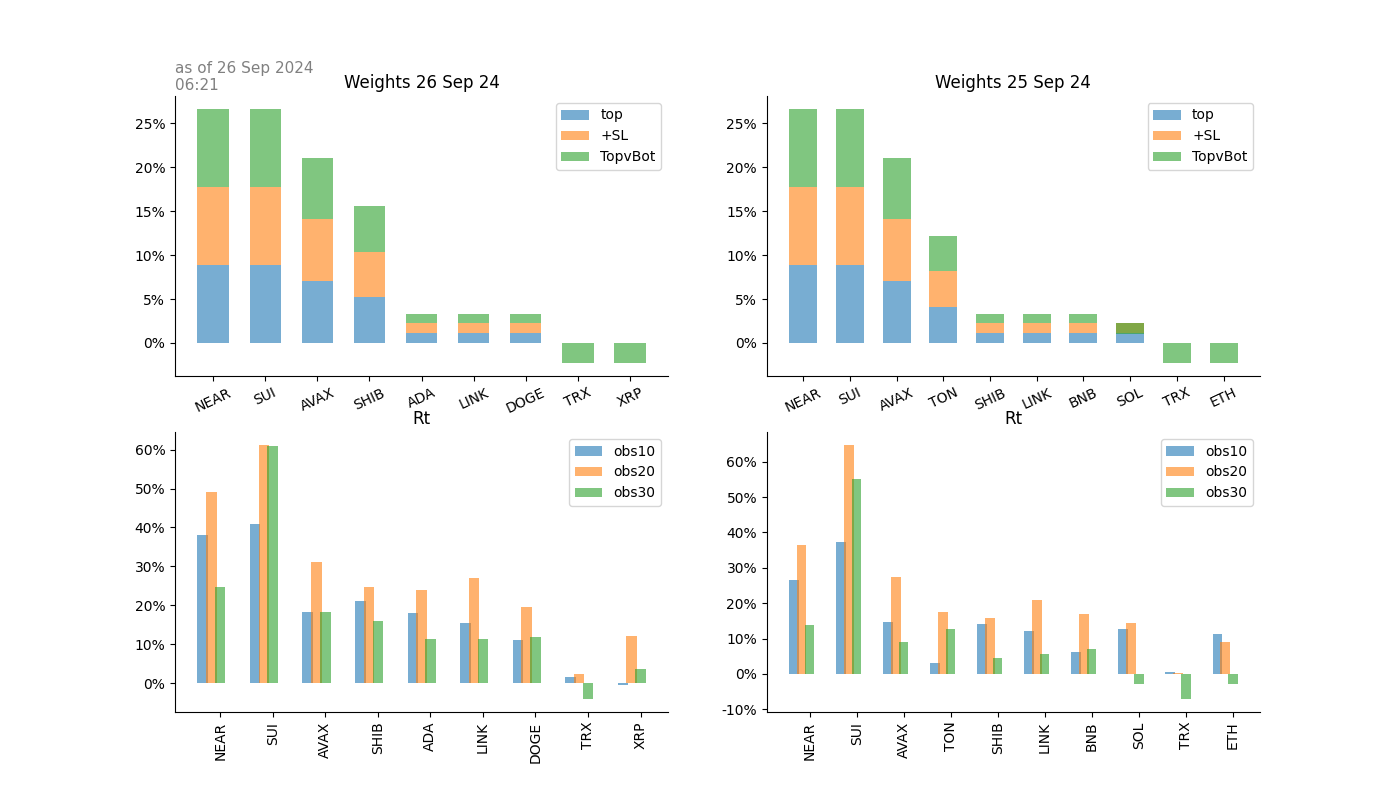 as of 26 Sep 2024
06:21
Weights 26 Sep 24
25%
20%
15%
10%
5%
0%
top
+SL
TopvBot
NEAR
SUI
AVAX
SHIB
ADA
LINK
DOGE
TRX
XRP
Weights 25 Sep 24
25%
20%
15%
10%
5%
0%
top
+SL
TopvBot
NEAR
SUI
AVAX
TON
SHIB
LINK
BNB
SOL
TRX
ETH
Rt
60%
50%
40%
30%
20%
10%
0%
obs10
obs20
obs30
NEAR
SUI
AVAX
SHIB
ADA
LINK
DOGE
TRX
XRP
Rt
60%
50%
40%
30%
20%
10%
0%
-10%
obs10
obs20
obs30
NEAR
SUI
AVAX
TON
SHIB
LINK
BNB
SOL
TRX
ETH